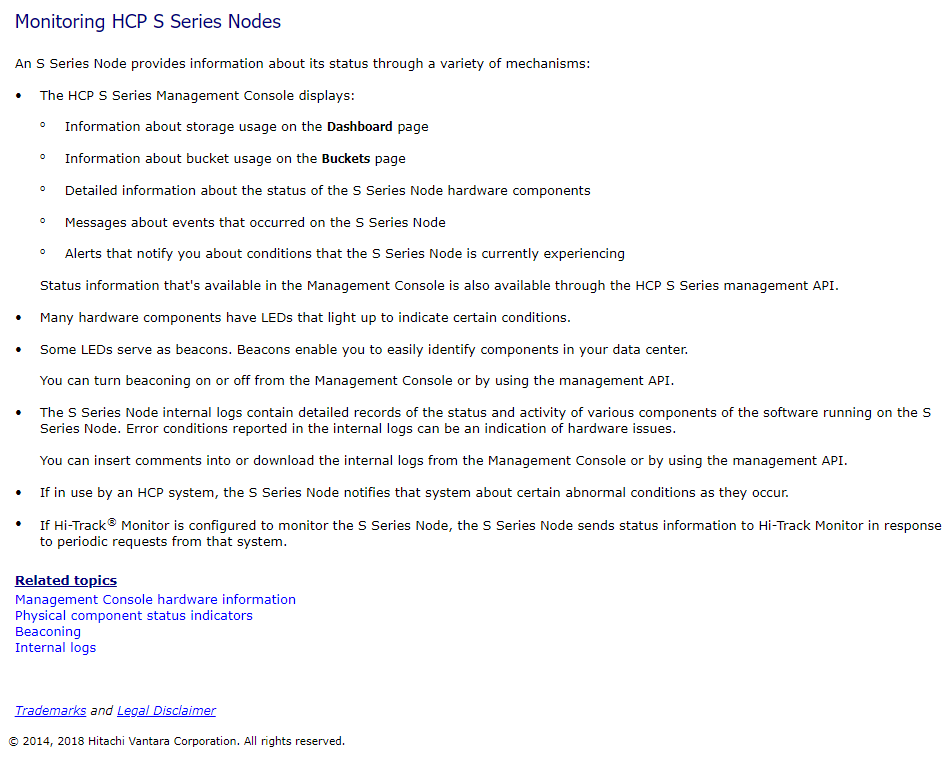 Monitoring HCP S Series Nodes
An S Series Node provides information about its status through a variety of mechanisms:
• The HCP S Series Management Console displays:
o Information about storage usage on the Dashboard page
o Information about bucket usage on the Buckets page
o Detailed information about the status of the S Series Node hardware components
o Messages about events that occurred on the S Series Node
o Alerts that notify you about conditions that the S Series Node is currently experiencing
Status information that's available in the Management Console is also available through the HCP S Series management API.
• Many hardware components have LEDs that light up to indicate certain conditions.
• Some LEDs serve as beacons. Beacons enable you to easily identify components in your data center.
You can turn beaconing on or off from the Management Console or by using the management API.
• The S Series Node internal logs contain detailed records of the status and activity of various components of the software running on the S
Series Node. Error conditions reported in the internal logs can be an indication of hardware issues.
You can insert comments into or download the internal logs from the Management Console or by using the management API.
• If in use by an HCP system, the S Series Node notifies that system about certain abnormal conditions as they occur.
• If Hi-Track® Monitor is configured to monitor the S Series Node, the S Series Node sends status information to Hi-Track Monitor in response
to periodic requests from that system.
Related topics
Management Console hardware information
Physical component status indicators
Beaconing
Internal logs
Trademarks and Legal Disclaimer
© 2014, 2018 Hitachi Vantara Corporation. All rights reserved.